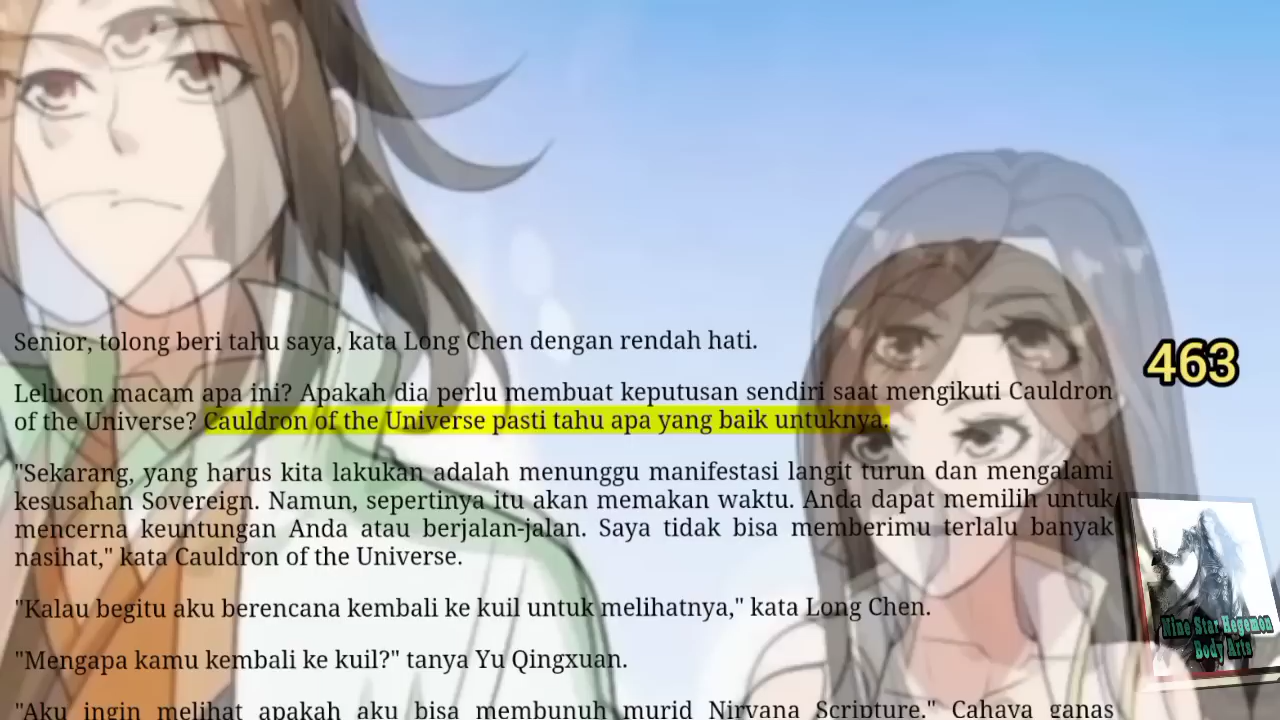 Senior, tolong beri tahu saya, kata Long Chen dengan rendah hati.
463
Lelucon macam apa ini? Apakah dia perlu membuat keputusan sendiri saat mengikuti Cauldron
of the Universe? Cauldron of the Universe pasti tahu apa yang baik untuknya.
"Sekarang, yang harus kita lakukan adalah menunggu manifestasi langit turun dan mengalami
kesusahan Sovereign. Namun, sepertinya itu akan memakan waktu. Anda dapat memilih untuk
mencerna keuntungan Anda atau berjalan-jalan. Saya tidak bisa memberimu terlalu banyak
nasihat," kata Cauldron of the Universe.
"Kalau begitu aku berencana kembali ke kuil untuk melihatnya," kata Long Chen.
"Mengapa kamu kembali ke kuil?" tanya Yu Qingxuan.
"Aku ingin melihat apakah aku bisa membunuh murid Nirvana Scripture." Cahaya ganas
Nine Star Hegemon
Body Arts